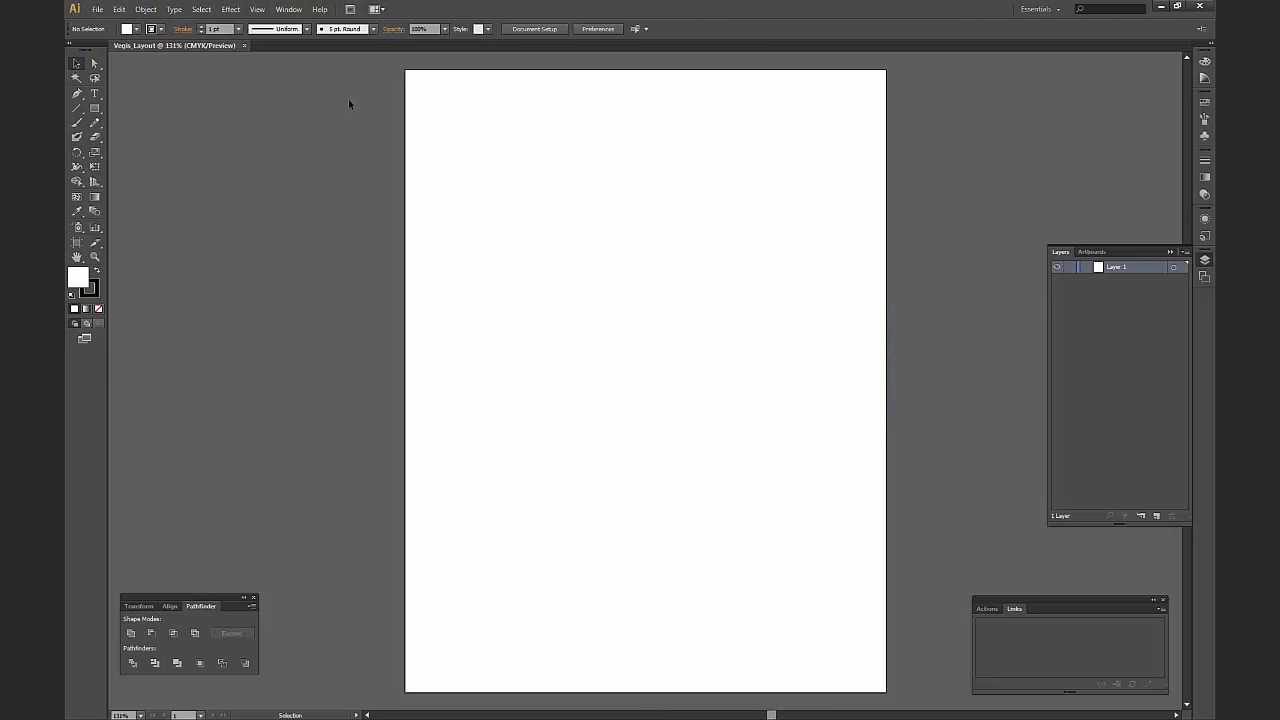 Ai File Edit Object Type Select Effect View Window Help Essentials
No Selection Stroke: 1 pt Uniform 5 pt. Round Opacity: 100% Style: Document Setup Preferences
Vegis_Layout @ 131% (CMYK/Preview)
Layers Artboards
Layer 1
1 Layer
Transform Align Pathfinder
Shape Modes:
Expand
Pathfinders:
Actions Links
131% 1 Selection